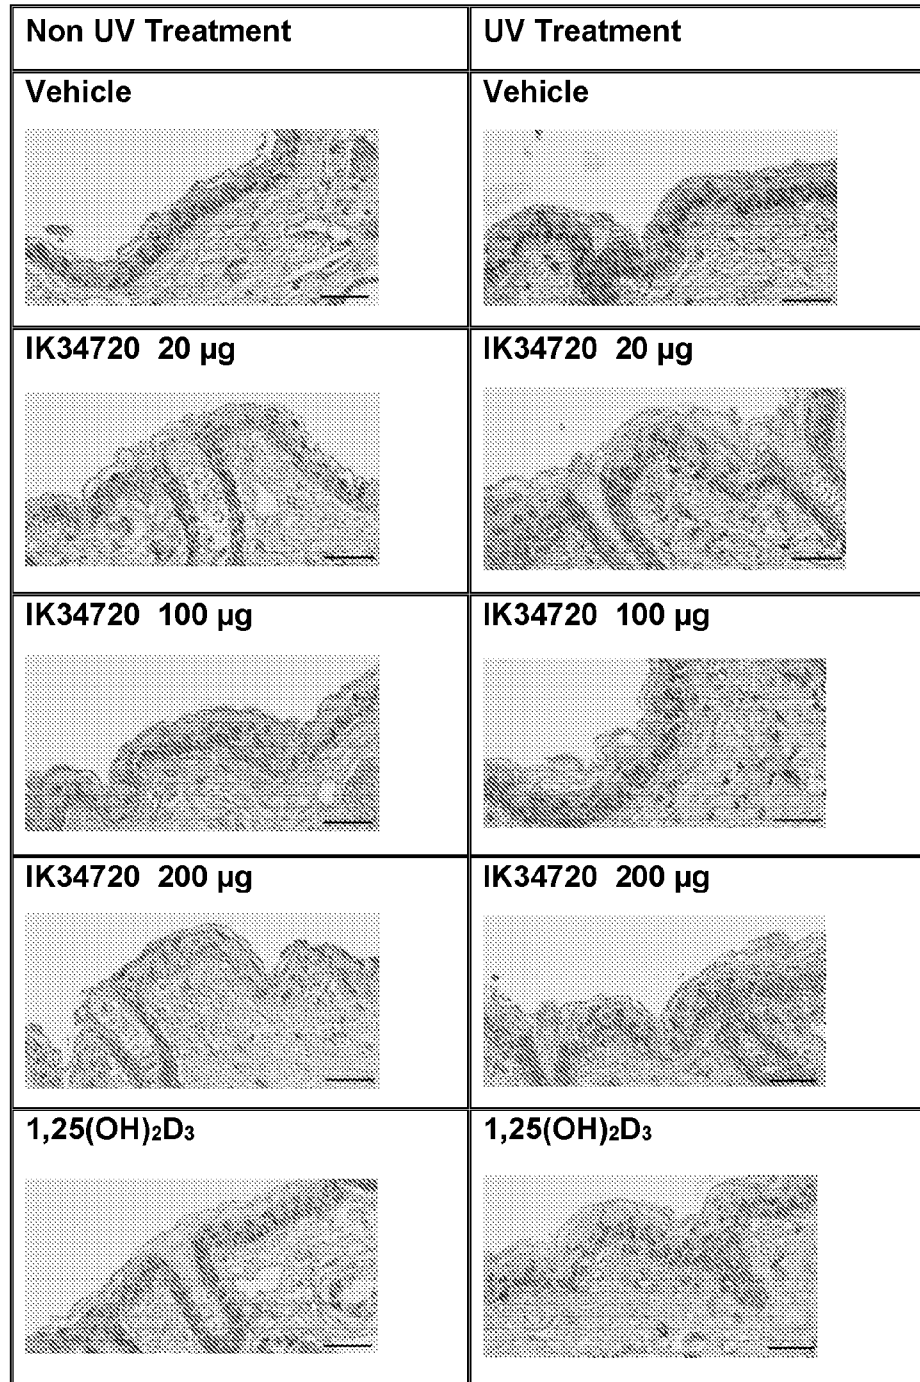 Non UV Treatment
UV Treatment
Vehicle
Vehicle
IK34720 20 µg
IK34720 20 µg
IK34720 100 µg
IK34720 100 µg
IK34720 200 µg
IK34720 200 µg
1,25(OH)₂D₃
1,25(OH)₂D₃